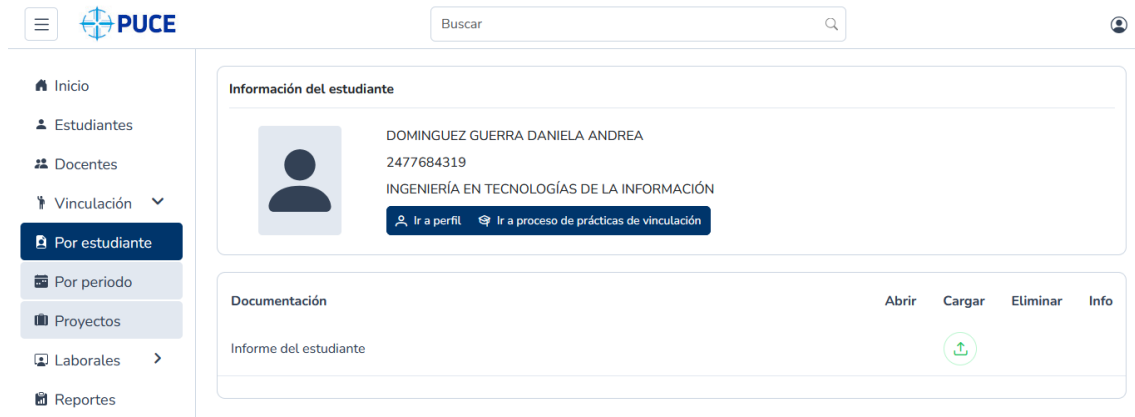 PUCE
Buscar
Inicio
Estudiantes
Docentes
Vinculación
Por estudiante
Por periodo
Proyectos
Laborales
Reportes
Información del estudiante
DOMINGUEZ GUERRA DANIELA ANDREA
2477684319
INGENIERÍA EN TECNOLOGÍAS DE LA INFORMACIÓN
Ir a perfil Ir a proceso de prácticas de vinculación
Documentación Abrir Cargar Eliminar Info
Informe del estudiante